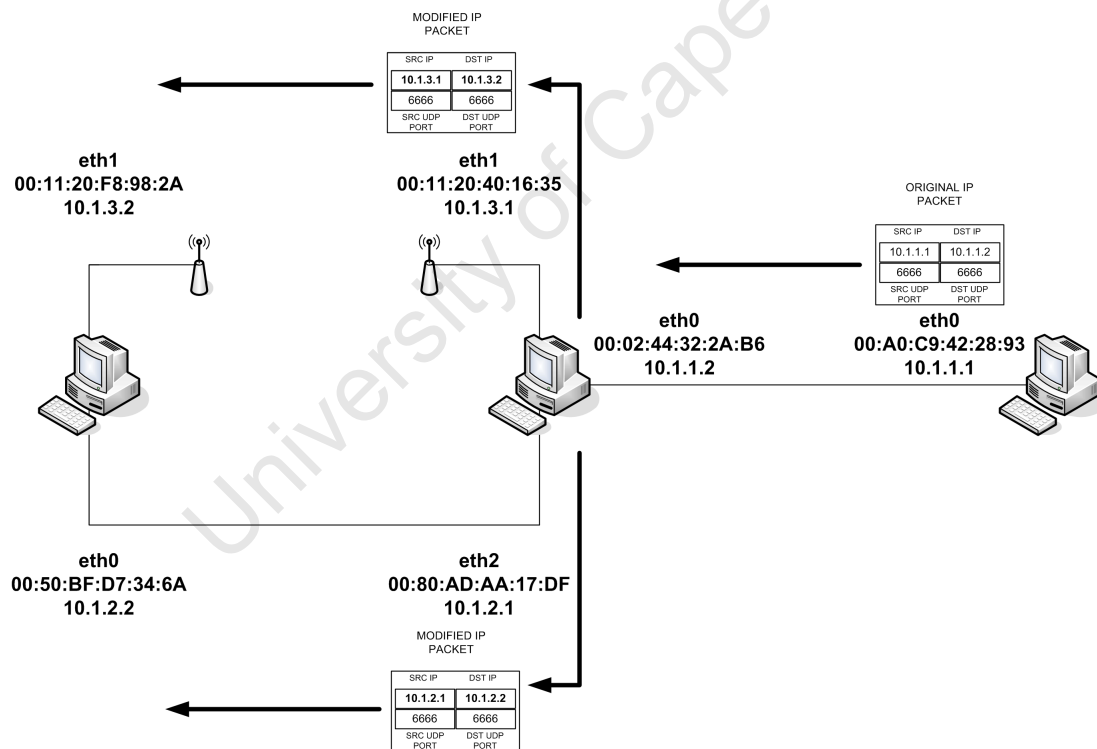 MODIFIED IP
PACKET
SRC IP DST IP
10.1.3.1 10.1.3.2
6666 6666
SRC UDP PORT DST UDP PORT
eth1
00:11:20:F8:98:2A
10.1.3.2
eth1
00:11:20:40:16:35
10.1.3.1
ORIGINAL IP
PACKET
SRC IP DST IP
10.1.1.1 10.1.1.2
6666 6666
SRC UDP PORT DST UDP PORT
eth0
00:02:44:32:2A:B6
10.1.1.2
eth0
00:A0:C9:42:28:93
10.1.1.1
eth0
00:50:BF:D7:34:6A
10.1.2.2
eth2
00:80:AD:AA:17:DF
10.1.2.1
MODIFIED IP
PACKET
SRC IP DST IP
10.1.2.1 10.1.2.2
6666 6666
SRC UDP PORT DST UDP PORT
University of Cape